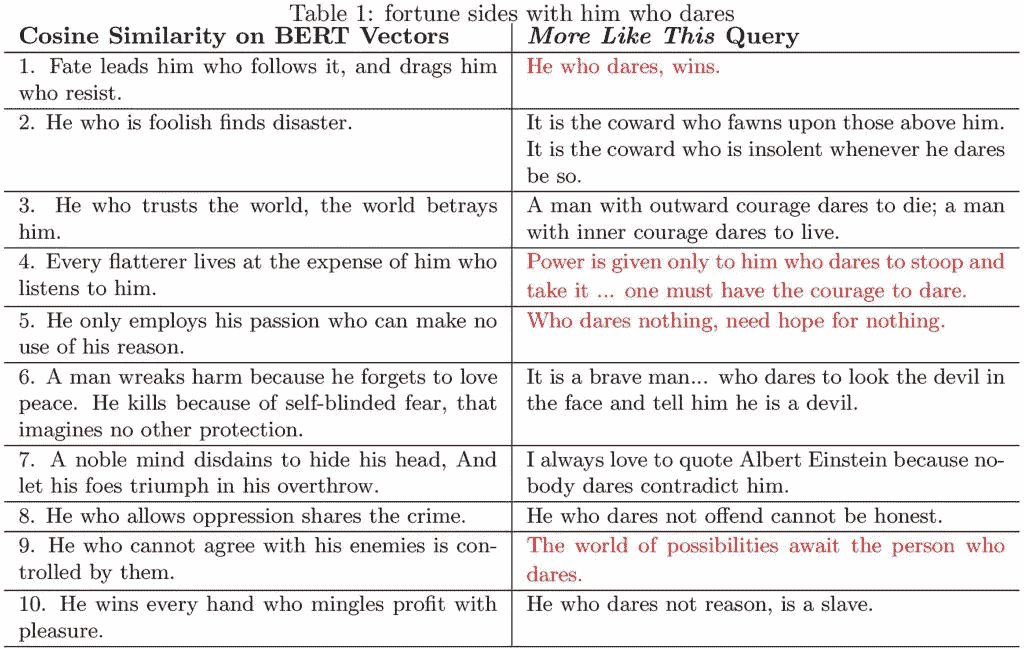 Table 1: fortune sides with him who dares
Cosine Similarity on BERT Vectors
More Like This Query
1. Fate leads him who follows it, and drags him
who resist.
He who dares, wins.
2. He who is foolish finds disaster.
It is the coward who fawns upon those above him.
It is the coward who is insolent whenever he dares
be so.
3. He who trusts the world, the world betrays
him.
A man with outward courage dares to die; a man
with inner courage dares to live.
4. Every flatterer lives at the expense of him who
listens to him.
Power is given only to him who dares to stoop and
take it ... one must have the courage to dare.
5. He only employs his passion who can make no
use of his reason.
Who dares nothing, need hope for nothing.
6. A man wreaks harm because he forgets to love
peace. He kills because of self-blinded fear, that
imagines no other protection.
It is a brave man... who dares to look the devil in
the face and tell him he is a devil.
7. A noble mind disdains to hide his head, And
let his foes triumph in his overthrow.
I always love to quote Albert Einstein because no-
body dares contradict him.
8. He who allows oppression shares the crime.
He who dares not offend cannot be honest.
9. He who cannot agree with his enemies is con-
trolled by them.
The world of possibilities await the person who
dares.
10. He wins every hand who mingles profit with
pleasure.
He who dares not reason, is a slave.